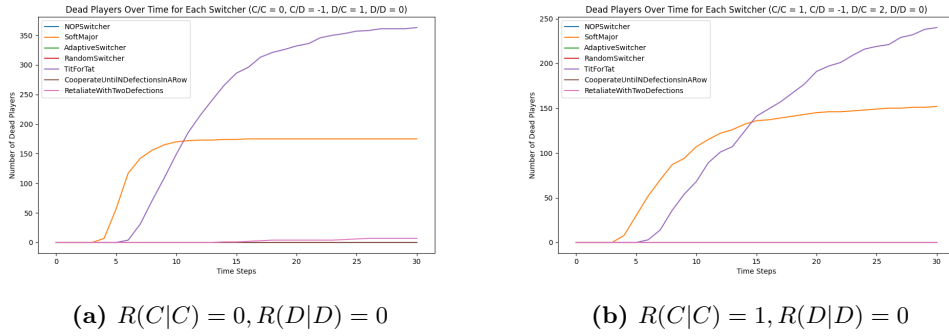 Dead Players Over Time for Each Switcher (C/C = 0, C/D = -1, D/C = 1, D/D = 0)
350
300
250
200
150
100
50
0
Number of Dead Players
NOPSwitcher
SoftMajor
AdaptiveSwitcher
RandomSwitcher
TitForTat
CooperateUntilNDefectionsInARow
RetaliateWithTwoDefections
0 5 10 15 20 25 30
Time Steps
(a) R(C|C) = 0, R(D|D) = 0
Dead Players Over Time for Each Switcher (C/C = 1, C/D = -1, D/C = 2, D/D = 0)
250
200
150
100
50
0
Number of Dead Players
NOPSwitcher
SoftMajor
AdaptiveSwitcher
RandomSwitcher
TitForTat
CooperateUntilNDefectionsInARow
RetaliateWithTwoDefections
0 5 10 15 20 25 30
Time Steps
(b) R(C|C) = 1, R(D|D) = 0